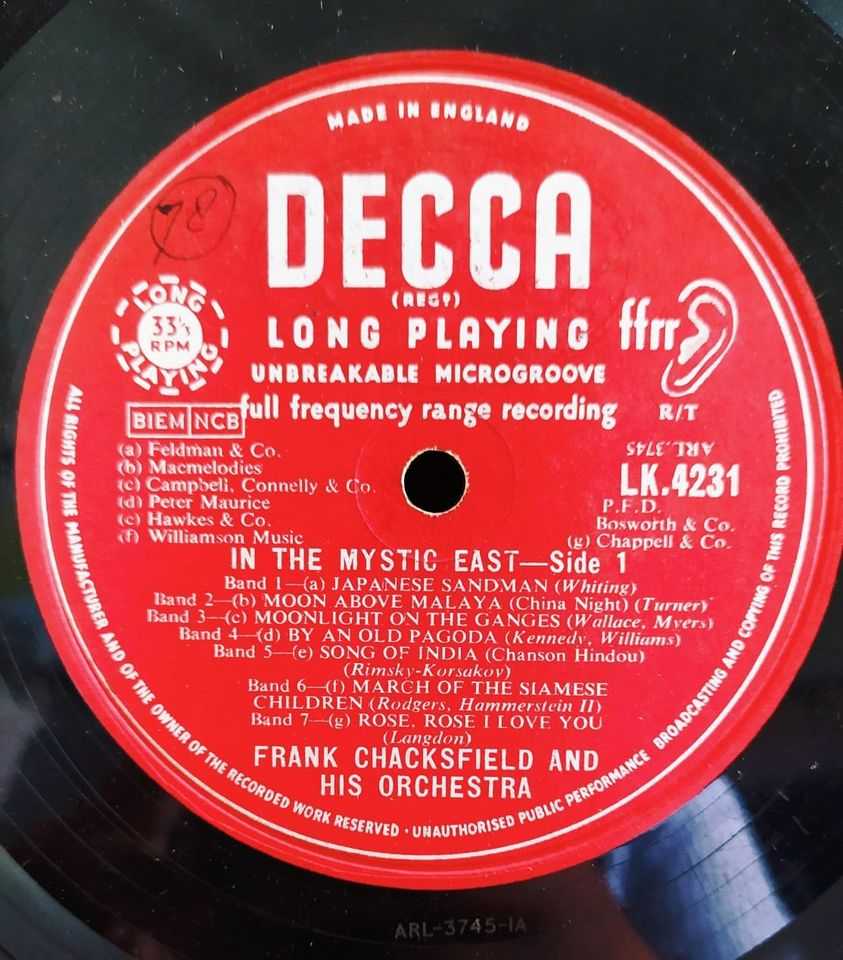 MADE IN ENGLAND
78
DECCA
(REGD)
LONG PLAYING
33⅓ RPM
LONG PLAYING
ffrr
UNBREAKABLE MICROGROOVE
full frequency range recording
R/T
BIEM NCB
ARL.3745
LK.4231
(a) Feldman & Co.
(b) Macmelodies
(c) Campbell, Connelly & Co.
(d) Peter Maurice
(e) Hawkes & Co.
(f) Williamson Music
P.F.D.
Bosworth & Co.
(g) Chappell & Co.
IN THE MYSTIC EAST—Side 1
Band 1—(a) JAPANESE SANDMAN (Whiting)
Band 2—(b) MOON ABOVE MALAYA (China Night) (Turner)
Band 3—(c) MOONLIGHT ON THE GANGES (Wallace, Myers)
Band 4—(d) BY AN OLD PAGODA (Kennedy, Williams)
Band 5—(e) SONG OF INDIA (Chanson Hindou)
(Rimsky-Korsakov)
Band 6—(f) MARCH OF THE SIAMESE
CHILDREN (Rodgers, Hammerstein II)
Band 7—(g) ROSE, ROSE I LOVE YOU
(Langdon)
FRANK CHACKSFIELD AND
HIS ORCHESTRA
ALL RIGHTS OF THE MANUFACTURER AND OF THE OWNER OF THE RECORDED WORK RESERVED · UNAUTHORISED PUBLIC PERFORMANCE BROADCASTING AND COPYING OF THIS RECORD PROHIBITED
ARL-3745-1A